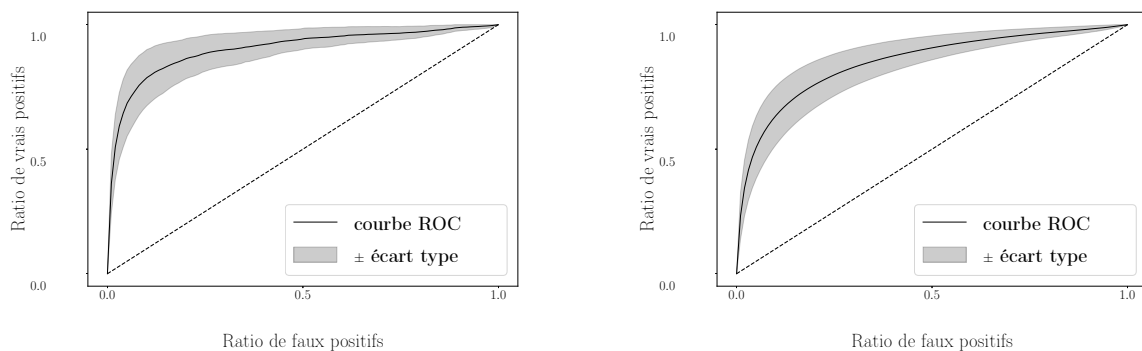 1.0
Ratio de vrais positifs
0.5
courbe ROC
± écart type
0.0
0.0
0.5
1.0
Ratio de faux positifs
1.0
Ratio de vrais positifs
0.5
courbe ROC
± écart type
0.0
0.0
0.5
1.0
Ratio de faux positifs